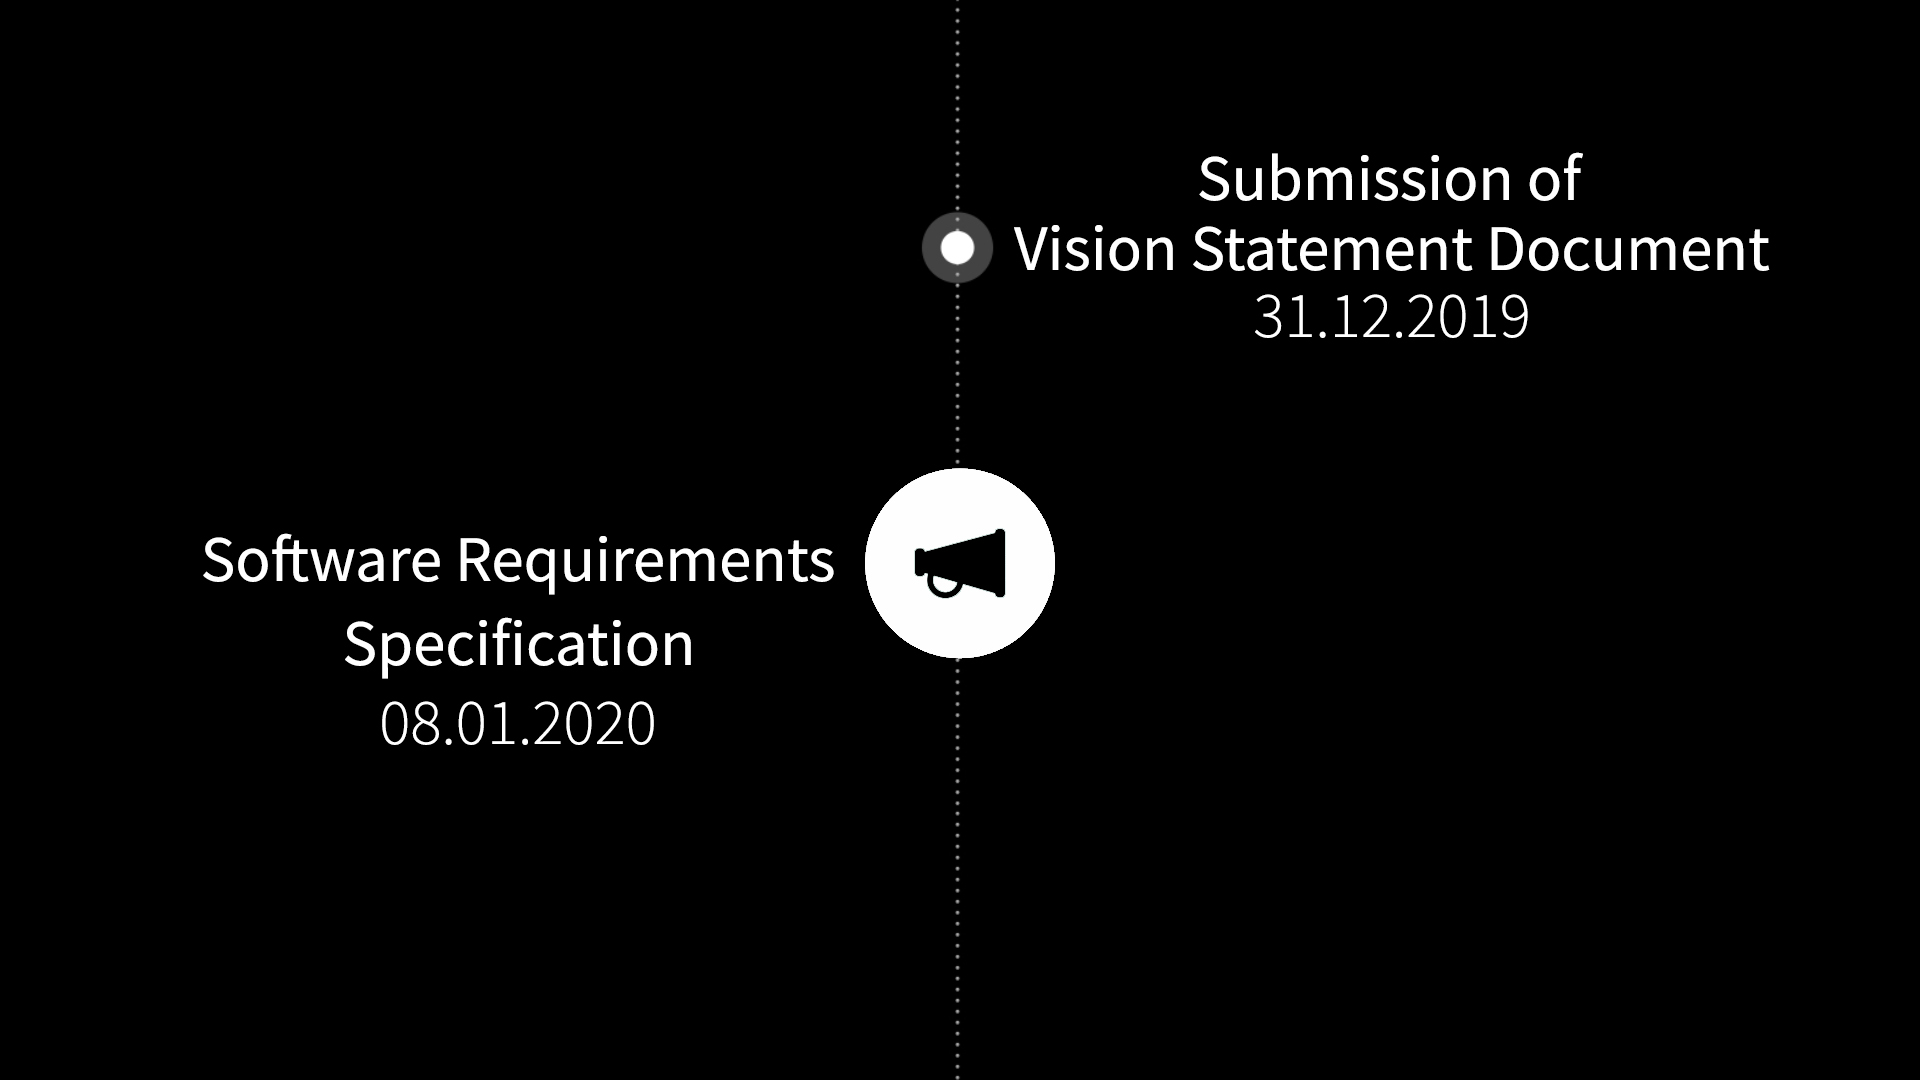 Submission of
Vision Statement Document
31.12.2019
Software Requirements
Specification
08.01.2020